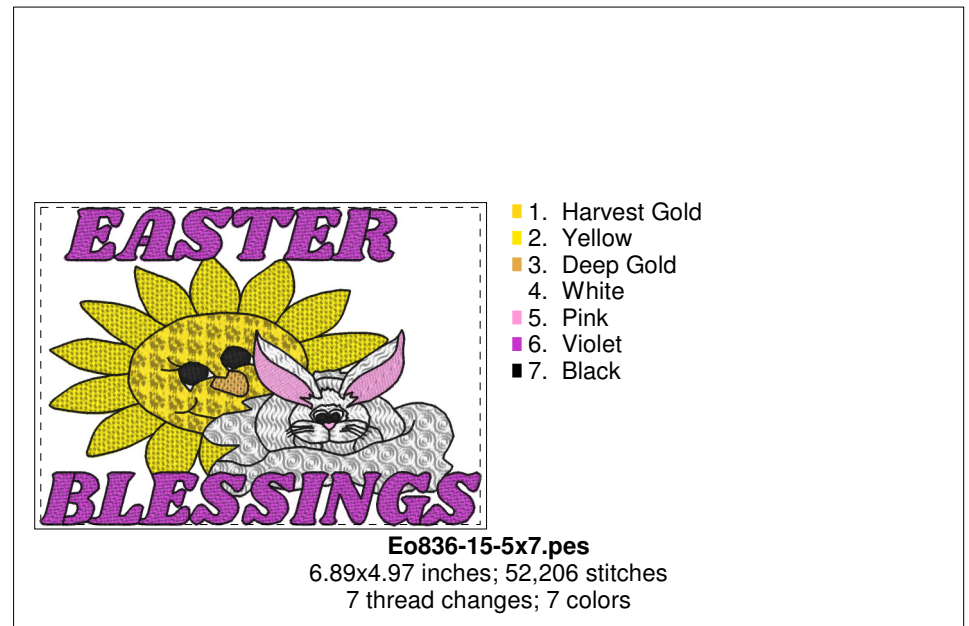 EASTER
BLESSINGS
1. Harvest Gold
2. Yellow
3. Deep Gold
4. White
5. Pink
6. Violet
7. Black
Eo836-15-5x7.pes
6.89x4.97 inches; 52,206 stitches
7 thread changes; 7 colors